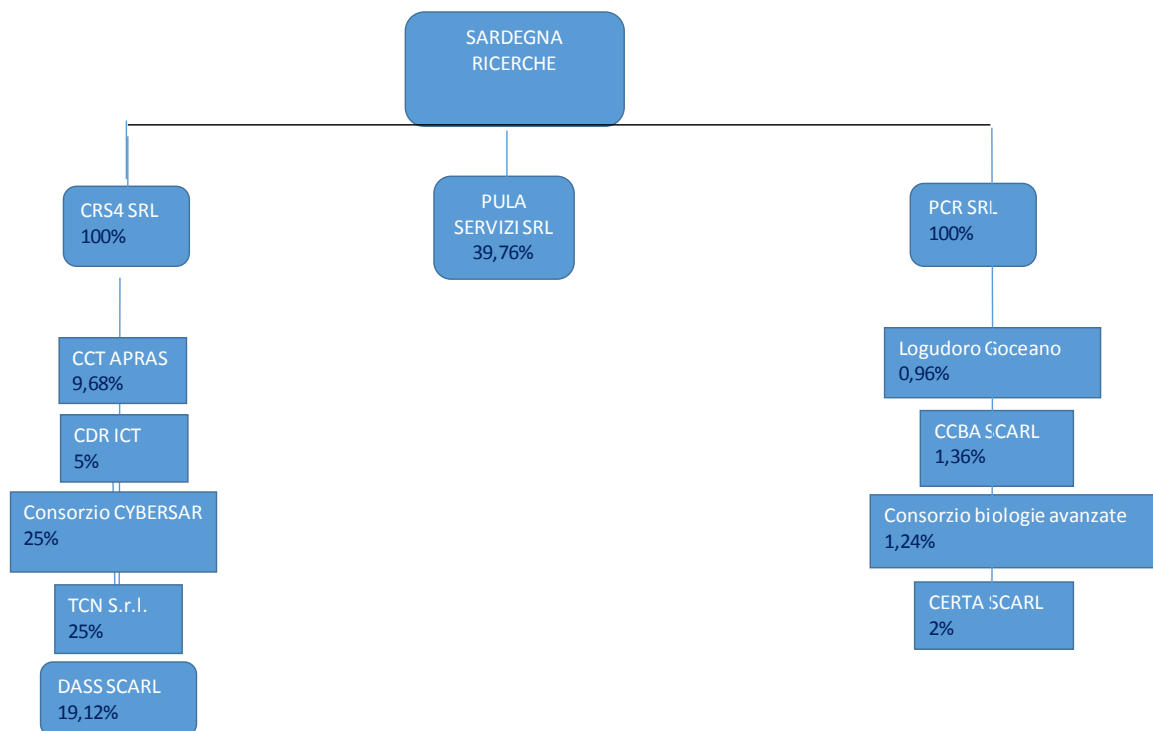 SARDEGNA
RICERCHE
CRS4 SRL
100%
PULA
SERVIZI SRL
39,76%
PCR SRL
100%
CCT APRAS
9,68%
CDR ICT
5%
Consorzio CYBERSAR
25%
TCN S.r.l.
25%
DASS SCARL
19,12%
Logudoro Goceano
0,96%
CCBA SCARL
1,36%
Consorzio biologie avanzate
1,24%
CERTA SCARL
2%